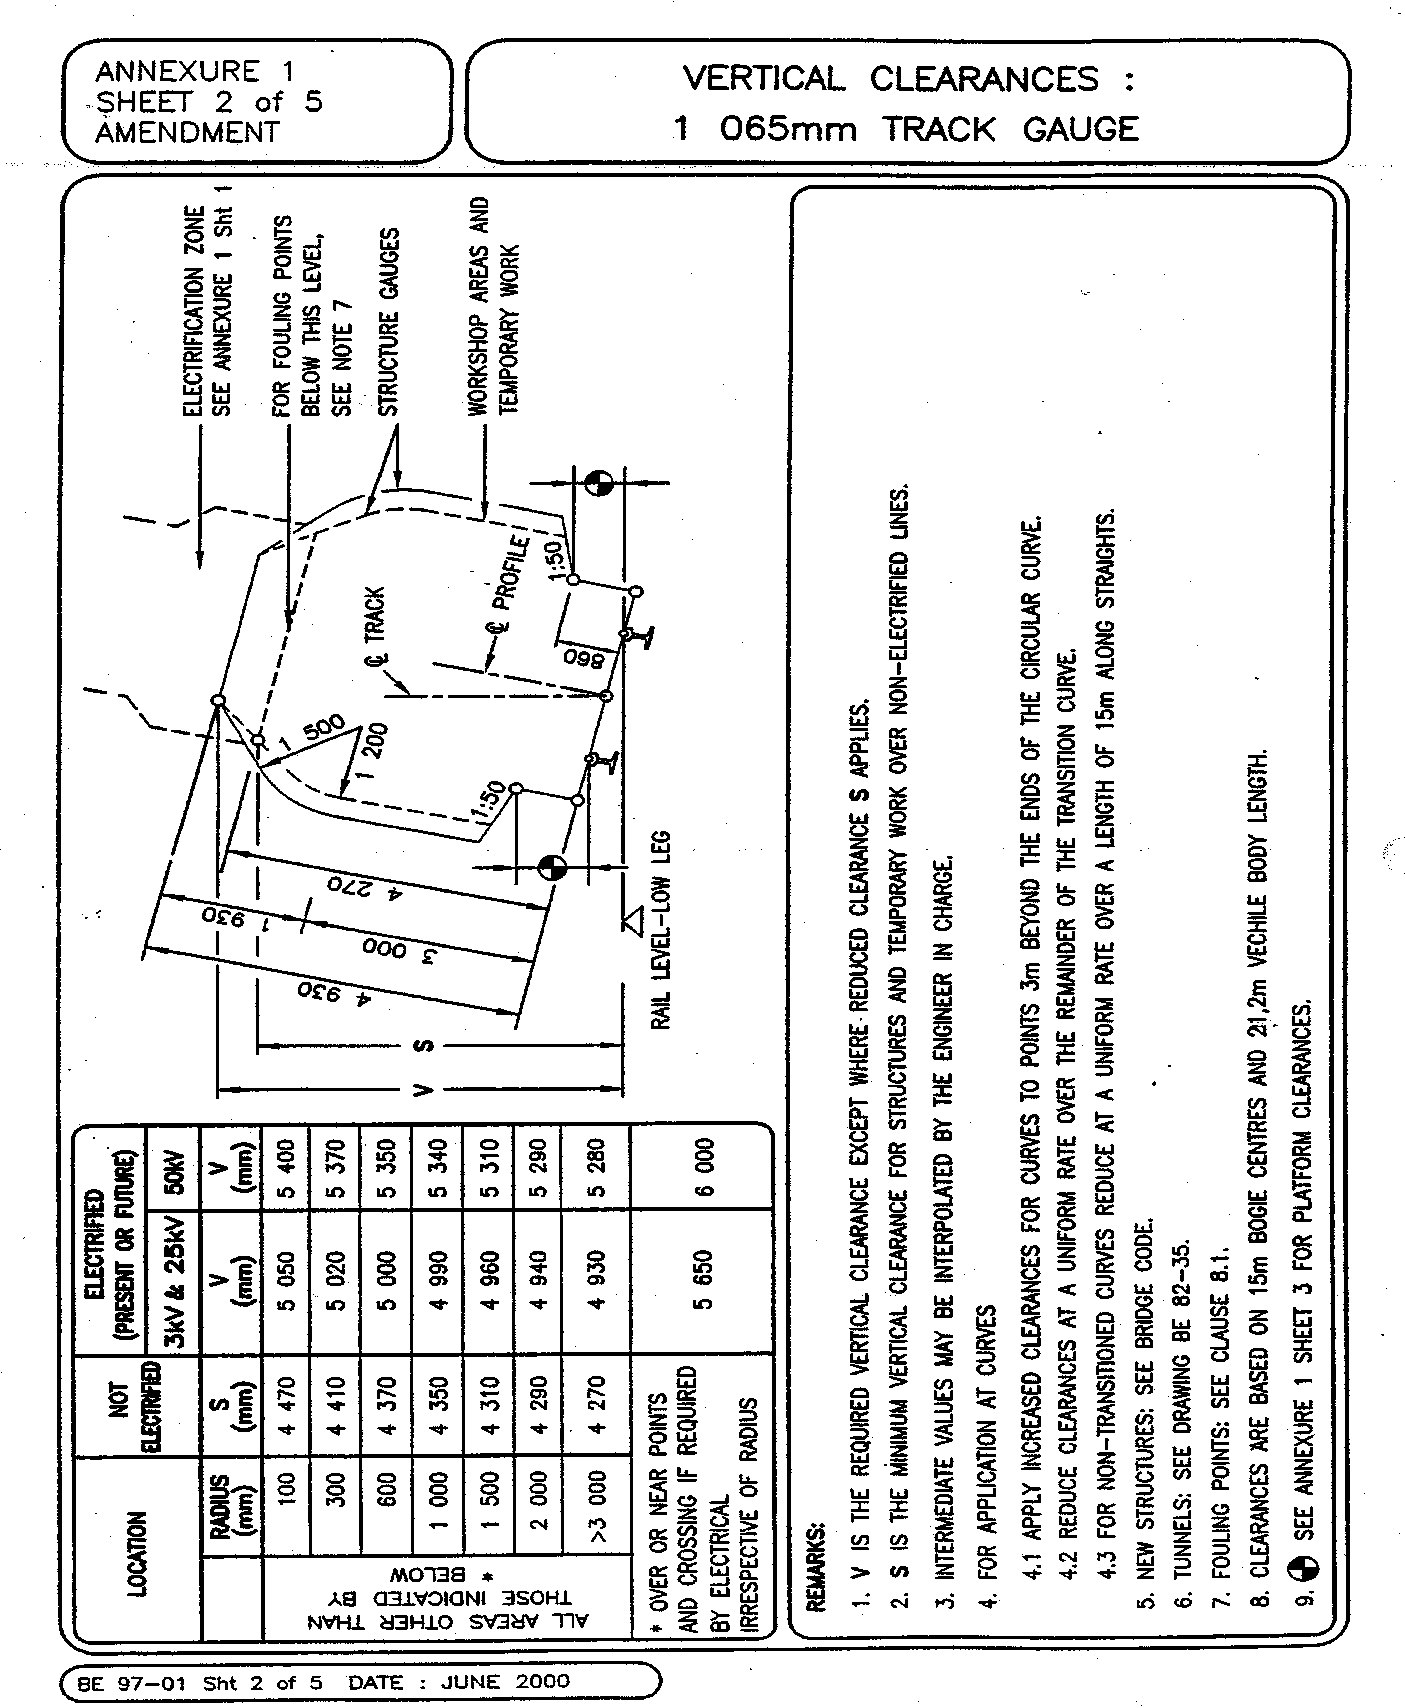 ANNEXURE 1
SHEET 2 of 5
AMENDMENT
VERTICAL CLEARANCES :
1 065mm TRACK GAUGE
LOCATION
NOT
ELECTRIFIED
ELECTRIFIED
(PRESENT OR FUTURE)
3kV & 25kV
50kV
RADIUS
(mm)
S
(mm)
V
(mm)
V
(mm)
ALL AREAS OTHER THAN
THOSE INDICATED BY
* BELOW
100 4 470 5 050 5 400
300 4 410 5 020 5 370
600 4 370 5 000 5 350
1 000 4 350 4 990 5 340
1 500 4 310 4 960 5 310
2 000 4 290 4 940 5 290
>3 000 4 270 4 930 5 280
* OVER OR NEAR POINTS
AND CROSSING IF REQUIRED
BY ELECTRICAL
IRRESPECTIVE OF RADIUS
5 650 6 000
V
S
4 930
3 000
1 930
4 270
1 500
1 200
1:50
1:50
860
℄ TRACK
℄ PROFILE
RAIL LEVEL-LOW LEG
ELECTRIFICATION ZONE
SEE ANNEXURE 1 Sht 1
FOR FOULING POINTS
BELOW THIS LEVEL,
SEE NOTE 7
STRUCTURE GAUGES
WORKSHOP AREAS AND
TEMPORARY WORK
REMARKS:
1. V IS THE REQUIRED VERTICAL CLEARANCE EXCEPT WHERE REDUCED CLEARANCE S APPLIES.
2. S IS THE MINIMUM VERTICAL CLEARANCE FOR STRUCTURES AND TEMPORARY WORK OVER NON-ELECTRIFIED LINES.
3. INTERMEDIATE VALUES MAY BE INTERPOLATED BY THE ENGINEER IN CHARGE.
4. FOR APPLICATION AT CURVES
4.1 APPLY INCREASED CLEARANCES FOR CURVES TO POINTS 3m BEYOND THE ENDS OF THE CIRCULAR CURVE.
4.2 REDUCE CLEARANCES AT A UNIFORM RATE OVER THE REMAINDER OF THE TRANSITION CURVE.
4.3 FOR NON-TRANSITIONED CURVES REDUCE AT A UNIFORM RATE OVER A LENGTH OF 15m ALONG STRAIGHTS.
5. NEW STRUCTURES: SEE BRIDGE CODE.
6. TUNNELS: SEE DRAWING BE 82-35.
7. FOULING POINTS: SEE CLAUSE 8.1.
8. CLEARANCES ARE BASED ON 15m BOGIE CENTRES AND 21,2m VECHILE BODY LENGTH.
9. SEE ANNEXURE 1 SHEET 3 FOR PLATFORM CLEARANCES.
BE 97-01 Sht 2 of 5 DATE : JUNE 2000